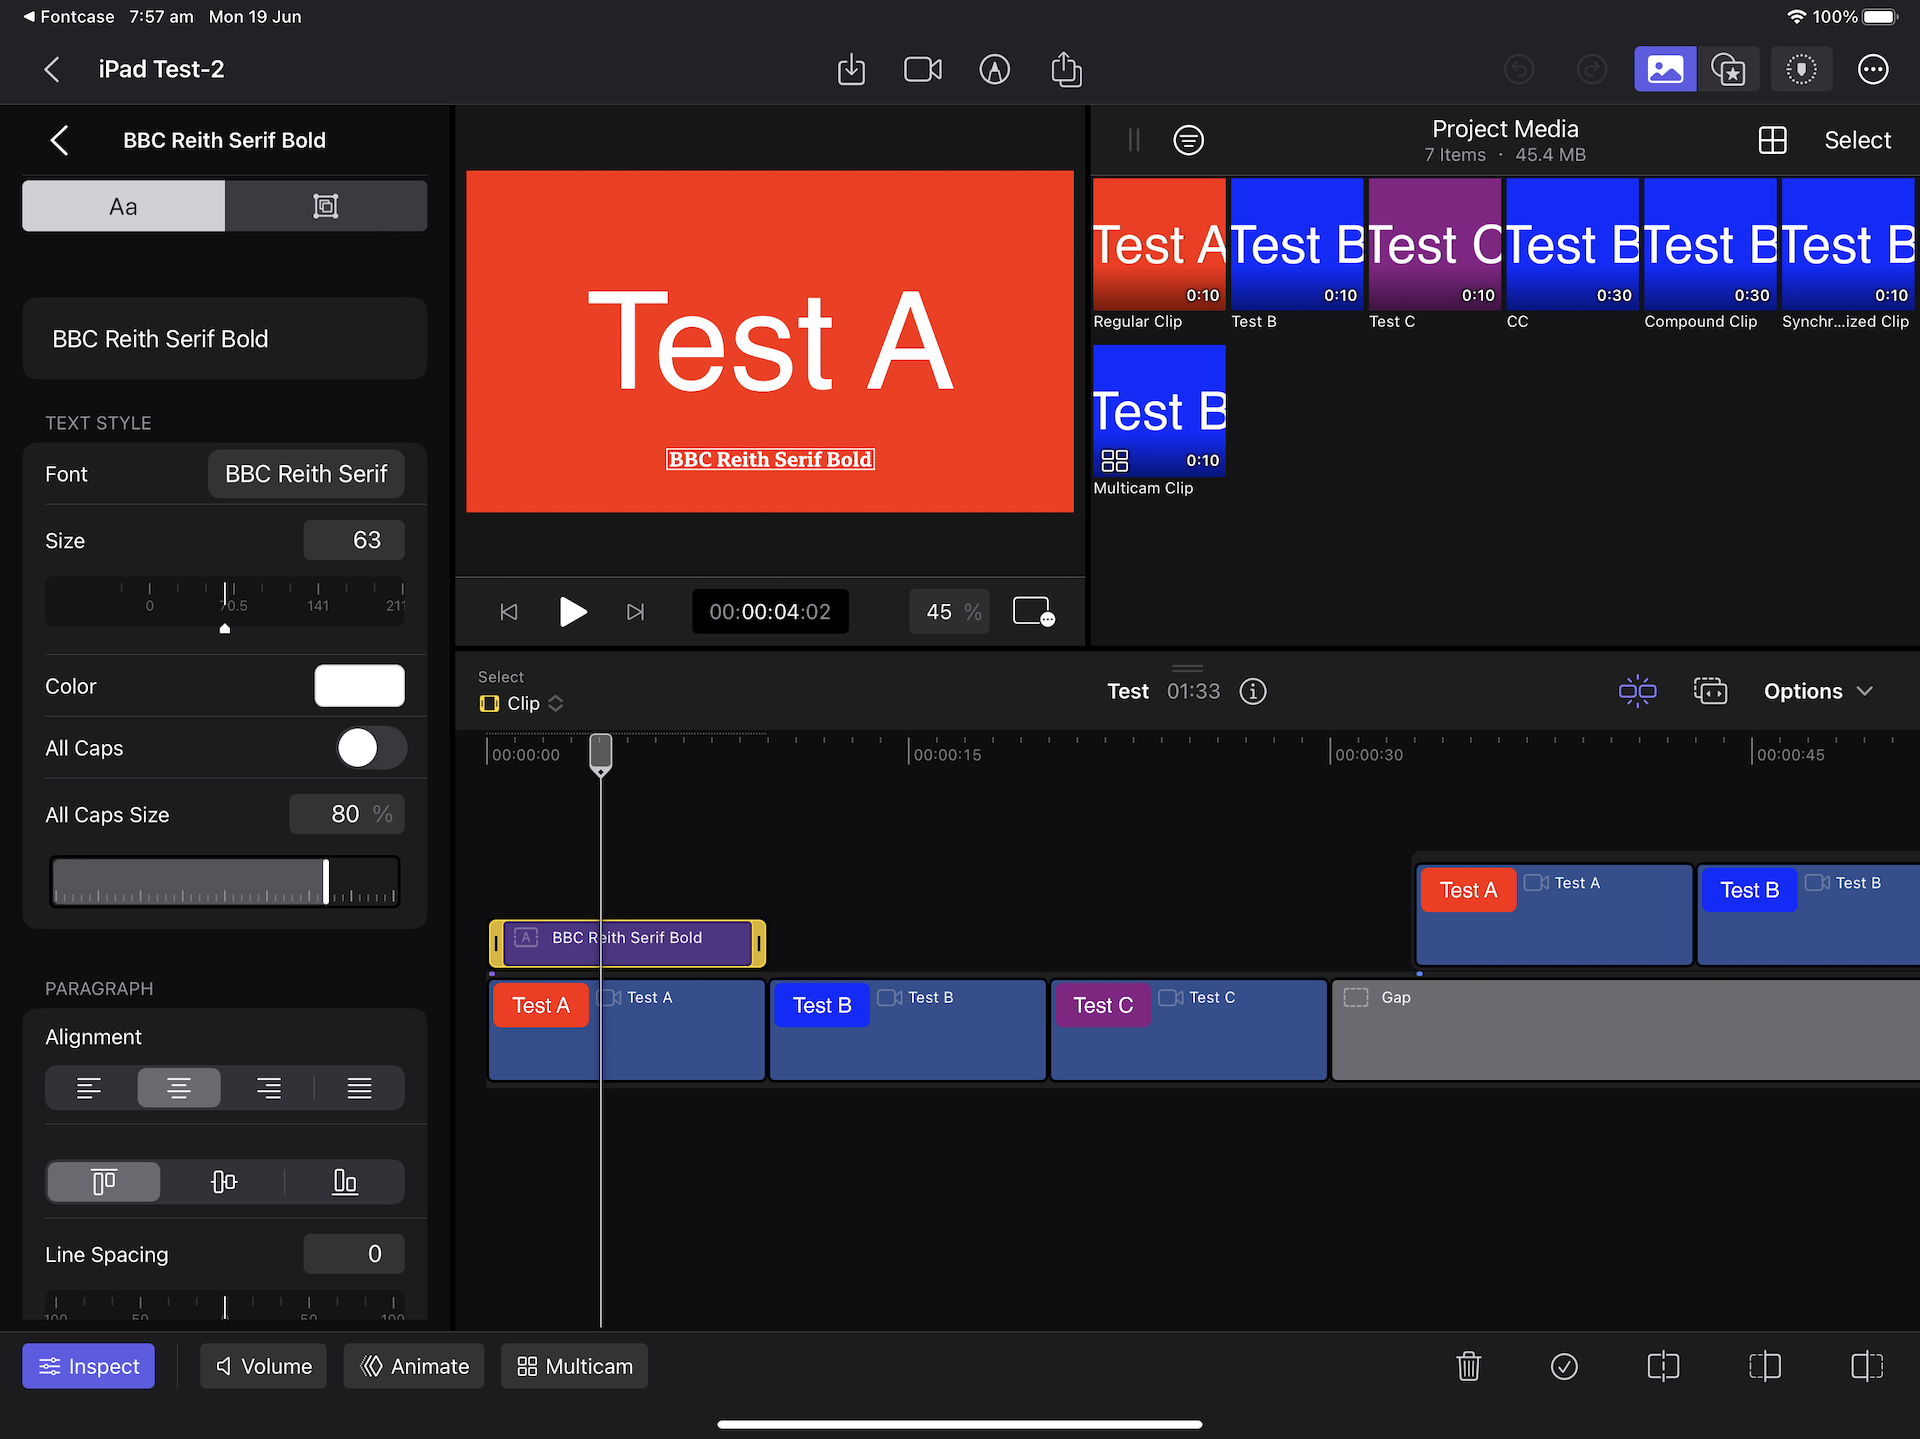 Fontcase 7:57 am Mon 19 Jun 100%
iPad Test-2
BBC Reith Serif Bold
Aa
BBC Reith Serif Bold
TEXT STYLE
Font BBC Reith Serif
Size 63
0 70.5 141 211
Color
All Caps
All Caps Size 80 %
PARAGRAPH
Alignment
Line Spacing 0
100 50 0 50 100
Test A
BBC Reith Serif Bold
00:00:04:02
45 %
Project Media
7 Items · 45.4 MB
Select
Test A Test B Test C Test B Test B Test B
0:10 0:10 0:10 0:30 0:30 0:10
Regular Clip Test B Test C CC Compound Clip Synchr...ized Clip
Test B
0:10
Multicam Clip
Select
Clip
Test 01:33
Options
00:00:00 00:00:15 00:00:30 00:00:45
Test A Test A Test B Test B
A BBC Reith Serif Bold
Test A Test A Test B Test B Test C Test C Gap
Inspect Volume Animate Multicam